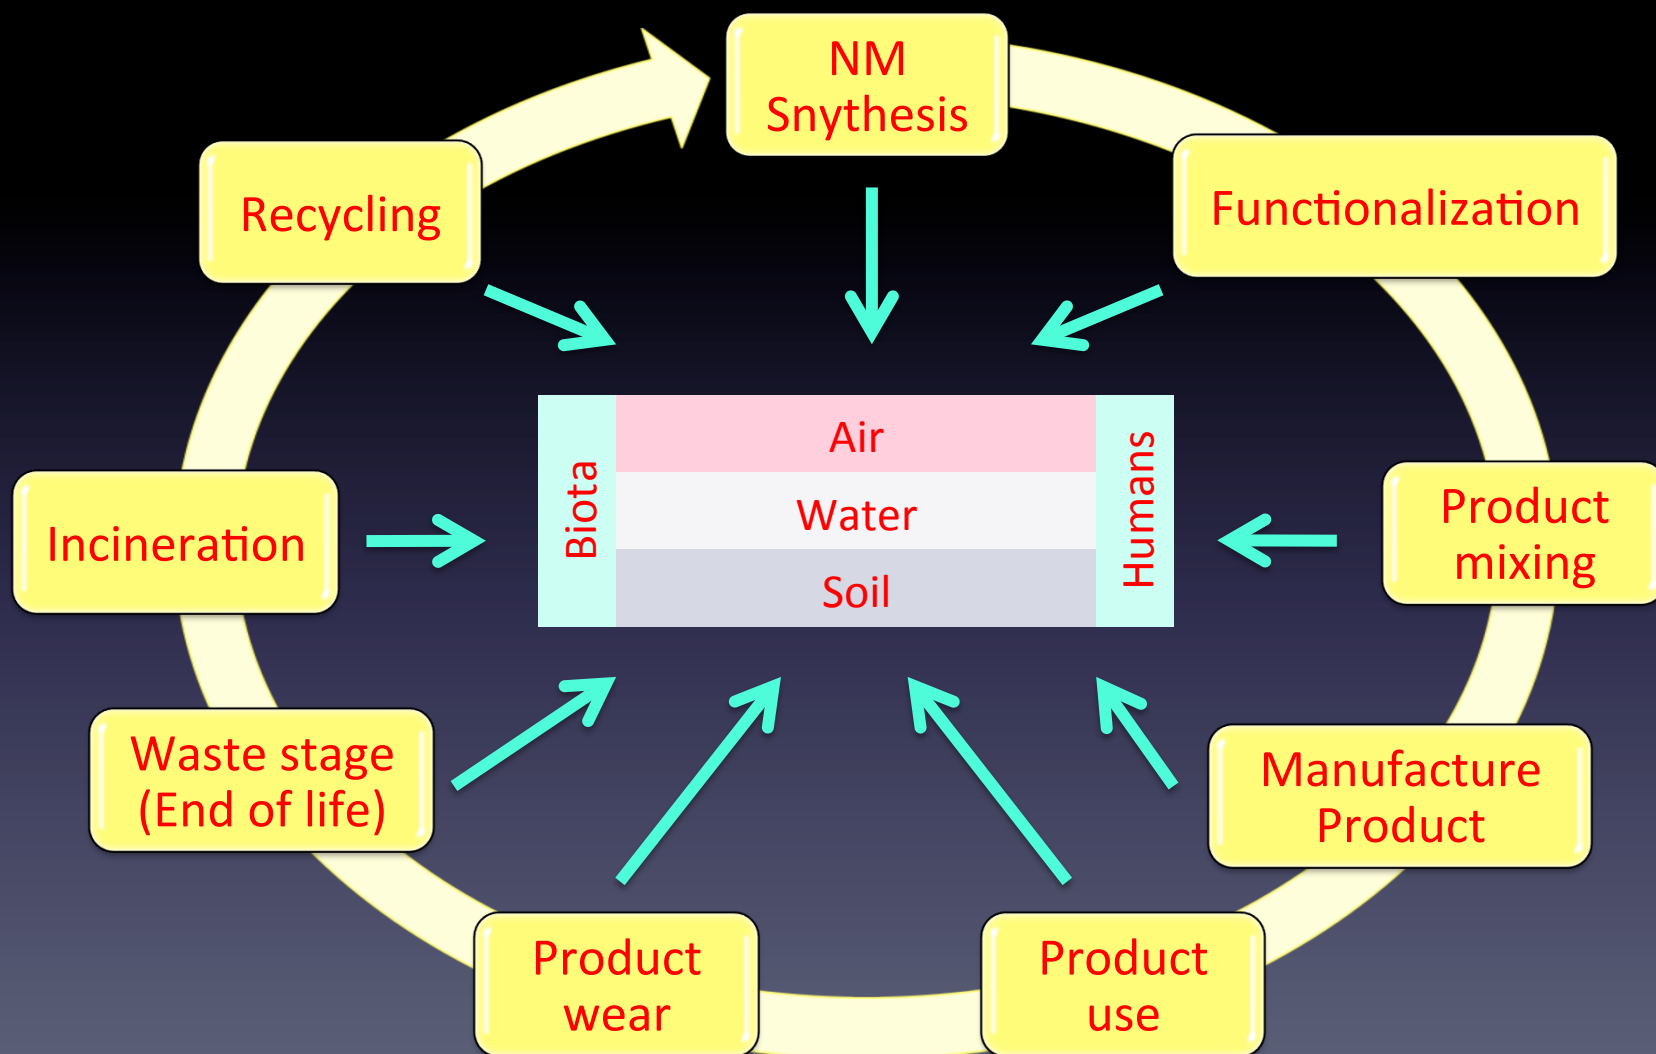 NM
Snythesis
Functionalization
Product
mixing
Manufacture
Product
Product
use
Product
wear
Waste stage
(End of life)
Incineration
Recycling
Biota
Air
Water
Soil
Humans